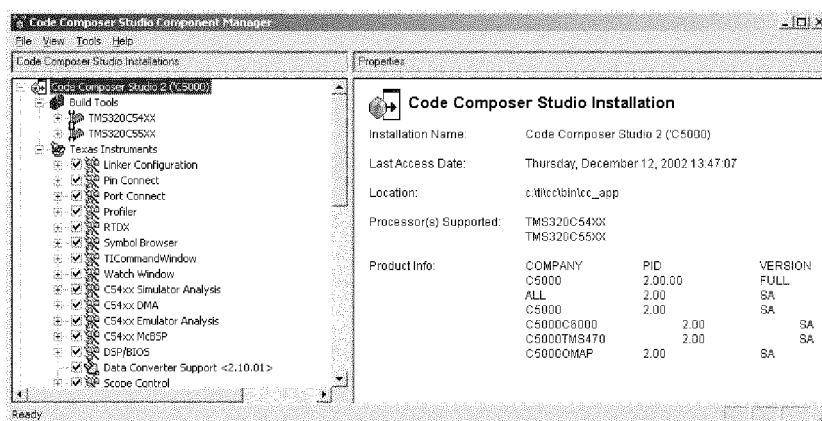 Code Composer Studio Component Manager
File View Tools Help
Code Composer Studio Installations
Properties
Code Composer Studio 2 ('C5000)
Build Tools
TMS320C54XX
TMS320C55XX
Texas Instruments
Linker Configuration
Pin Connect
Port Connect
Profiler
RTDX
Symbol Browser
TICommandWindow
Watch Window
C54xx Simulator Analysis
C54xx DMA
C54xx Emulator Analysis
C54xx McBSP
DSP/BIOS
Data Converter Support <2.10.01>
Scope Control
Code Composer Studio Installation
Installation Name: Code Composer Studio 2 ('C5000)
Last Access Date: Thursday, December 12, 2002 13:47:07
Location: c:\ti\cc\bin\cc_app
Processor(s) Supported: TMS320C54XX
TMS320C55XX
Product Info: COMPANY PID VERSION
C5000 2.00.00 FULL
ALL 2.00 SA
C5000 2.00 SA
C5000C6000 2.00 SA
C5000TMS470 2.00 SA
C5000OMAP 2.00 SA
Ready